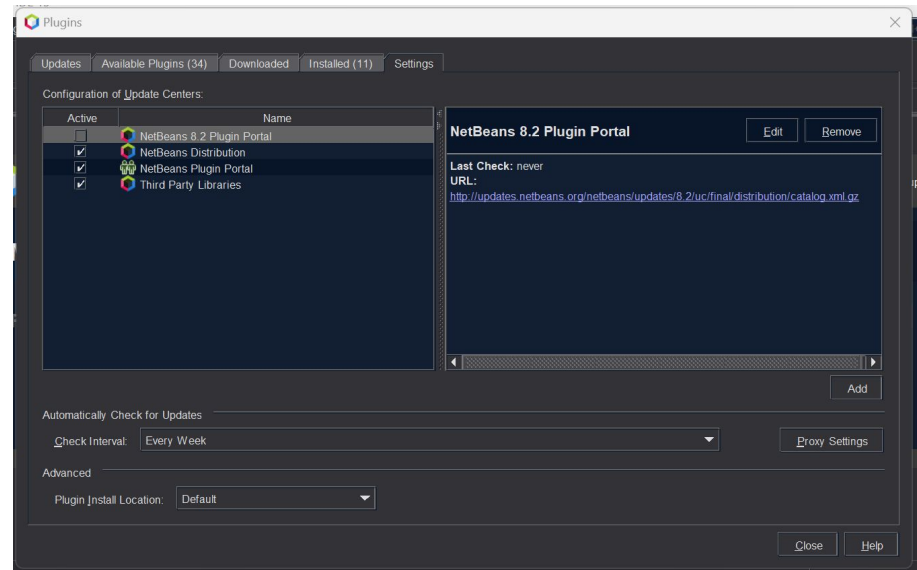 Plugins
Updates
Available Plugins (34)
Downloaded
Installed (11)
Settings
Configuration of Update Centers:
Active
Name
NetBeans 8.2 Plugin Portal
NetBeans Distribution
NetBeans Plugin Portal
Third Party Libraries
NetBeans 8.2 Plugin Portal
Edit
Remove
Last Check: never
URL:
http://updates.netbeans.org/netbeans/updates/8.2/uc/final/distribution/catalog.xml.gz
Add
Automatically Check for Updates
Check Interval:
Every Week
Proxy Settings
Advanced
Plugin Install Location:
Default
Close
Help